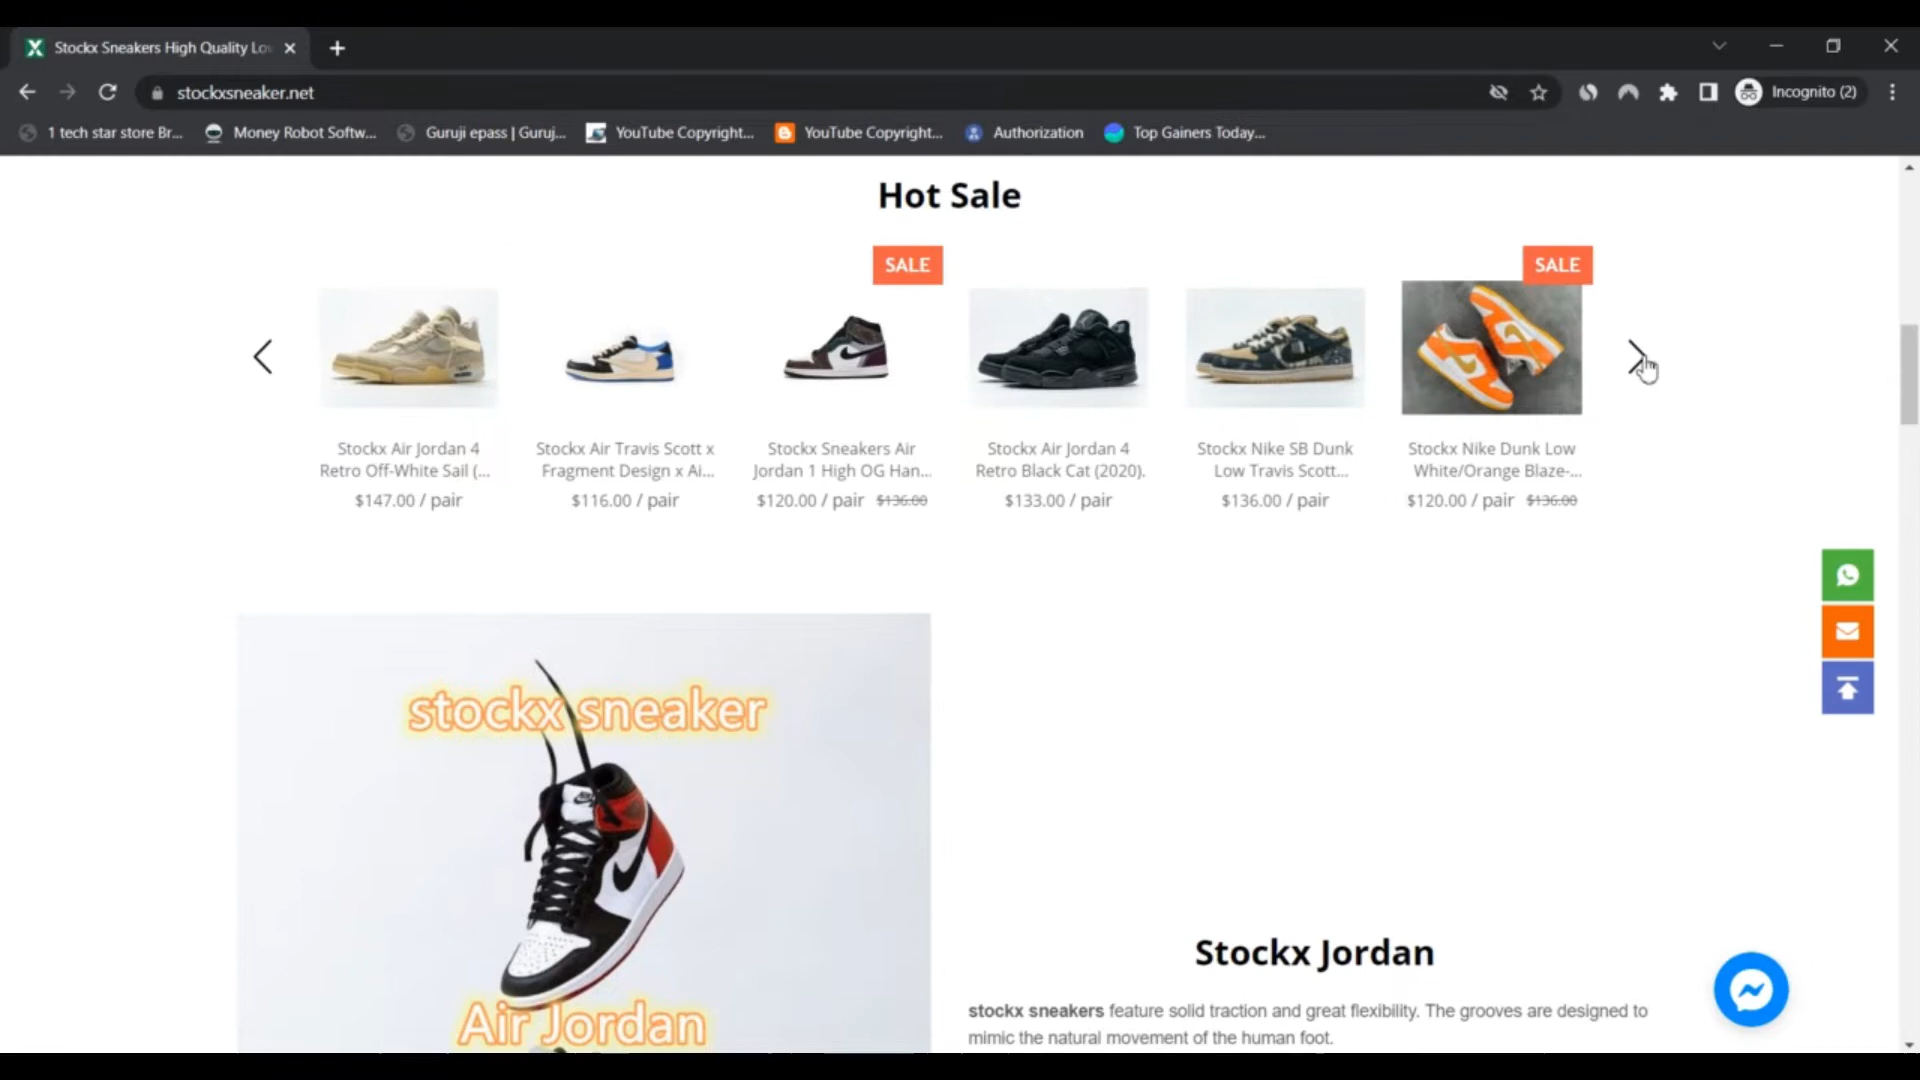 Stockx Sneakers High Quality Lo
stockxsneaker.net
Incognito (2)
1 tech star store Br...
Money Robot Softw...
Guruji epass | Guruj...
YouTube Copyright...
YouTube Copyright...
Authorization
Top Gainers Today...
Hot Sale
SALE
SALE
Stockx Air Jordan 4
Retro Off-White Sail (...
$147.00 / pair
Stockx Air Travis Scott x
Fragment Design x Ai...
$116.00 / pair
Stockx Sneakers Air
Jordan 1 High OG Han...
$120.00 / pair $136.00
Stockx Air Jordan 4
Retro Black Cat (2020).
$133.00 / pair
Stockx Nike SB Dunk
Low Travis Scott...
$136.00 / pair
Stockx Nike Dunk Low
White/Orange Blaze-...
$120.00 / pair $136.00
stockx sneaker
Air Jordan
Stockx Jordan
stockx sneakers feature solid traction and great flexibility. The grooves are designed to
mimic the natural movement of the human foot.